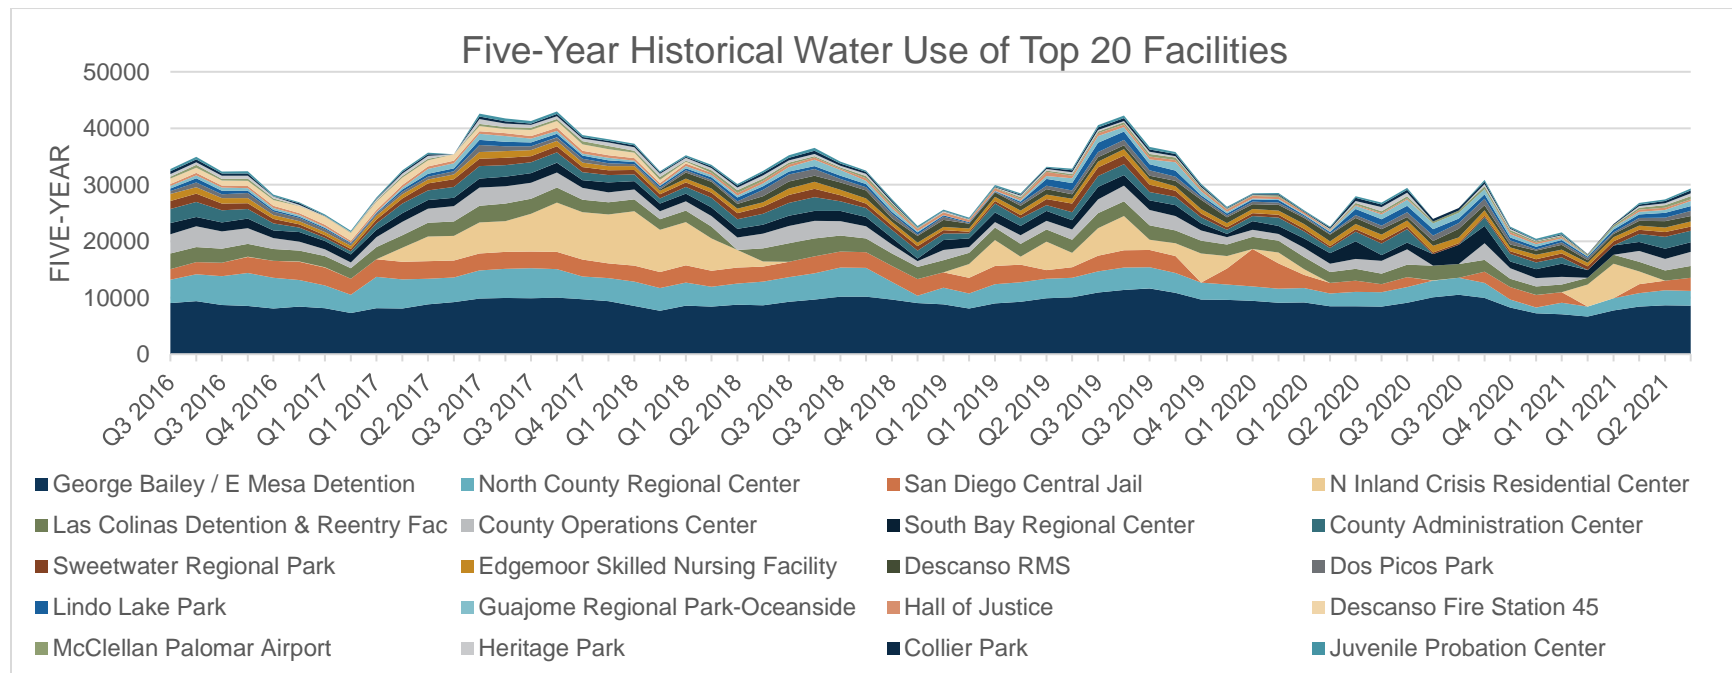 Five-Year Historical Water Use of Top 20 Facilities
50000
40000
30000
20000
10000
0
FIVE-YEAR
Q3 2016
Q3 2016
Q4 2016
Q1 2017
Q1 2017
Q2 2017
Q3 2017
Q3 2017
Q4 2017
Q1 2018
Q1 2018
Q2 2018
Q3 2018
Q3 2018
Q4 2018
Q1 2019
Q1 2019
Q2 2019
Q3 2019
Q3 2019
Q4 2019
Q1 2020
Q1 2020
Q2 2020
Q3 2020
Q3 2020
Q4 2020
Q1 2021
Q1 2021
Q2 2021
George Bailey / E Mesa Detention
North County Regional Center
San Diego Central Jail
N Inland Crisis Residential Center
Las Colinas Detention & Reentry Fac
County Operations Center
South Bay Regional Center
County Administration Center
Sweetwater Regional Park
Edgemoor Skilled Nursing Facility
Descanso RMS
Dos Picos Park
Lindo Lake Park
Guajome Regional Park-Oceanside
Hall of Justice
Descanso Fire Station 45
McClellan Palomar Airport
Heritage Park
Collier Park
Juvenile Probation Center